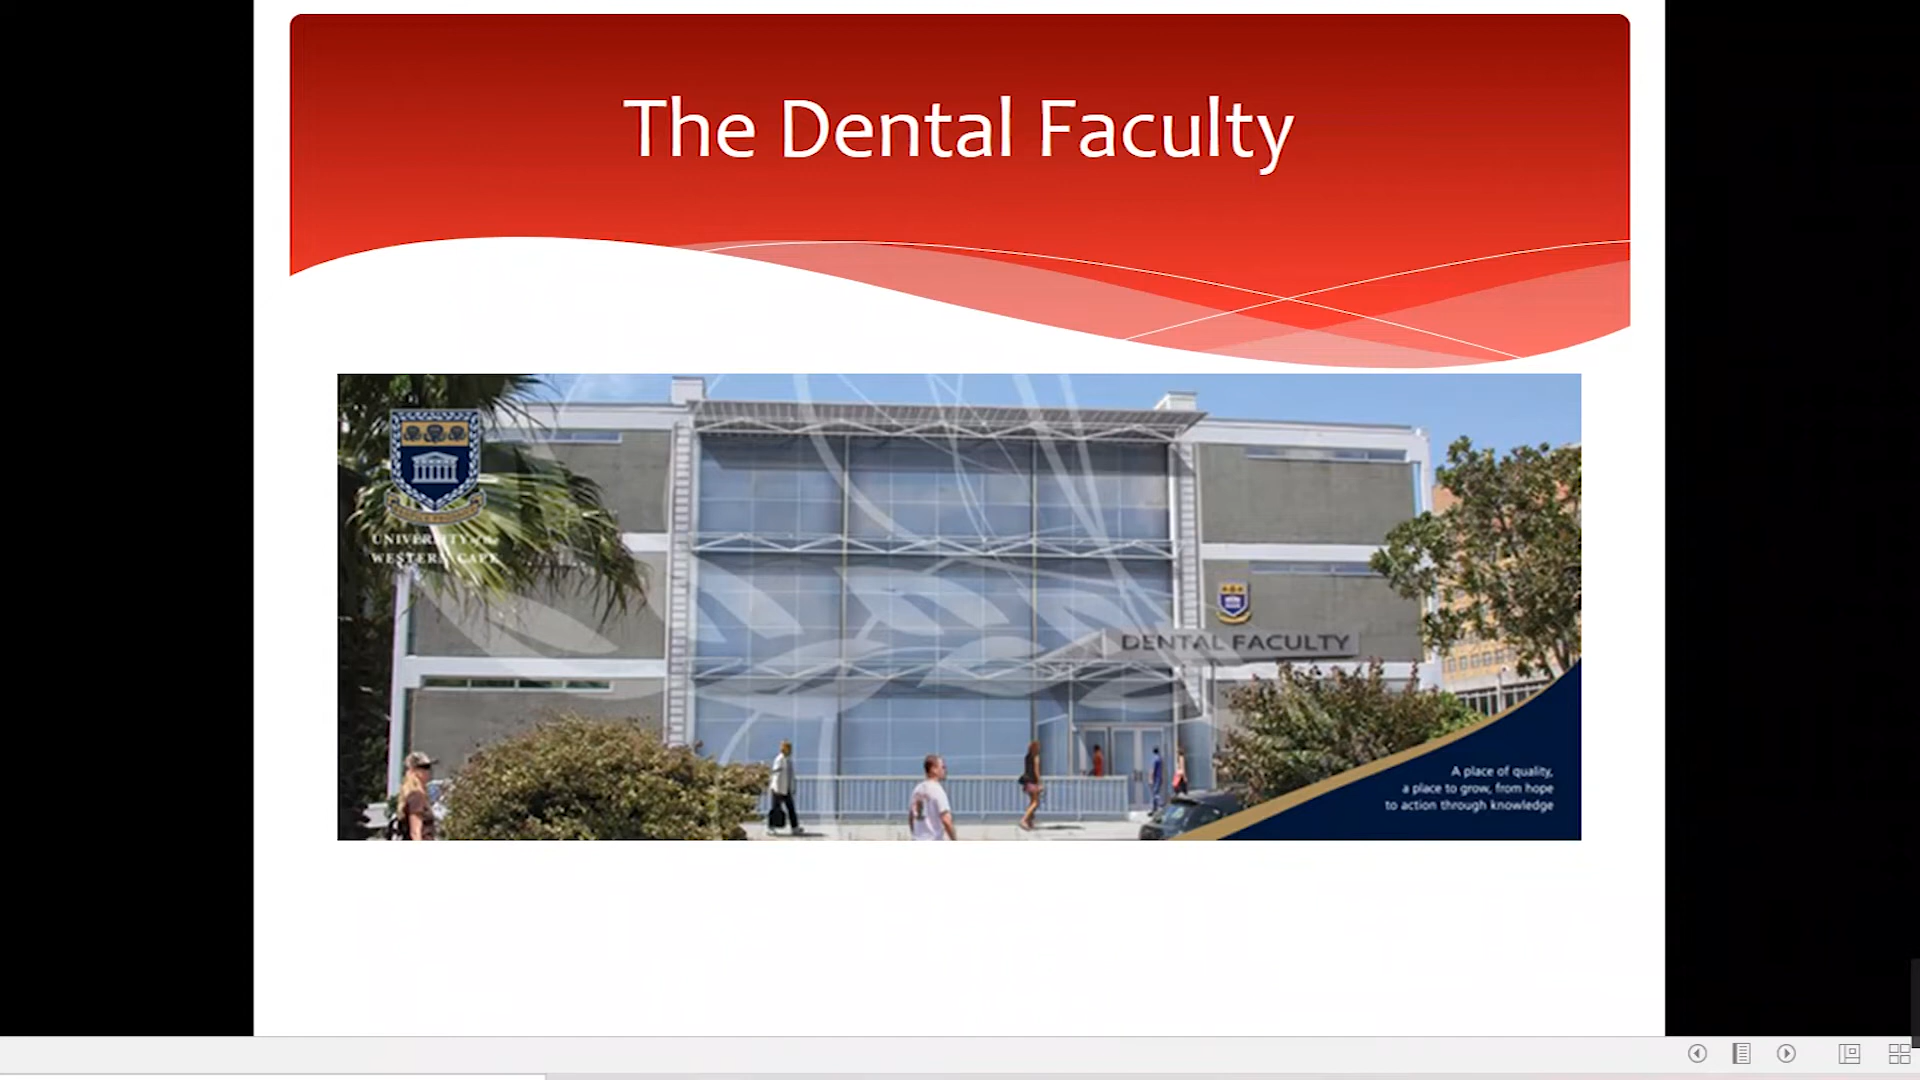 The Dental Faculty
UNIVERSITY of the
WESTERN CAPE
DENTAL FACULTY
A place of quality,
a place to grow, from hope
to action through knowledge